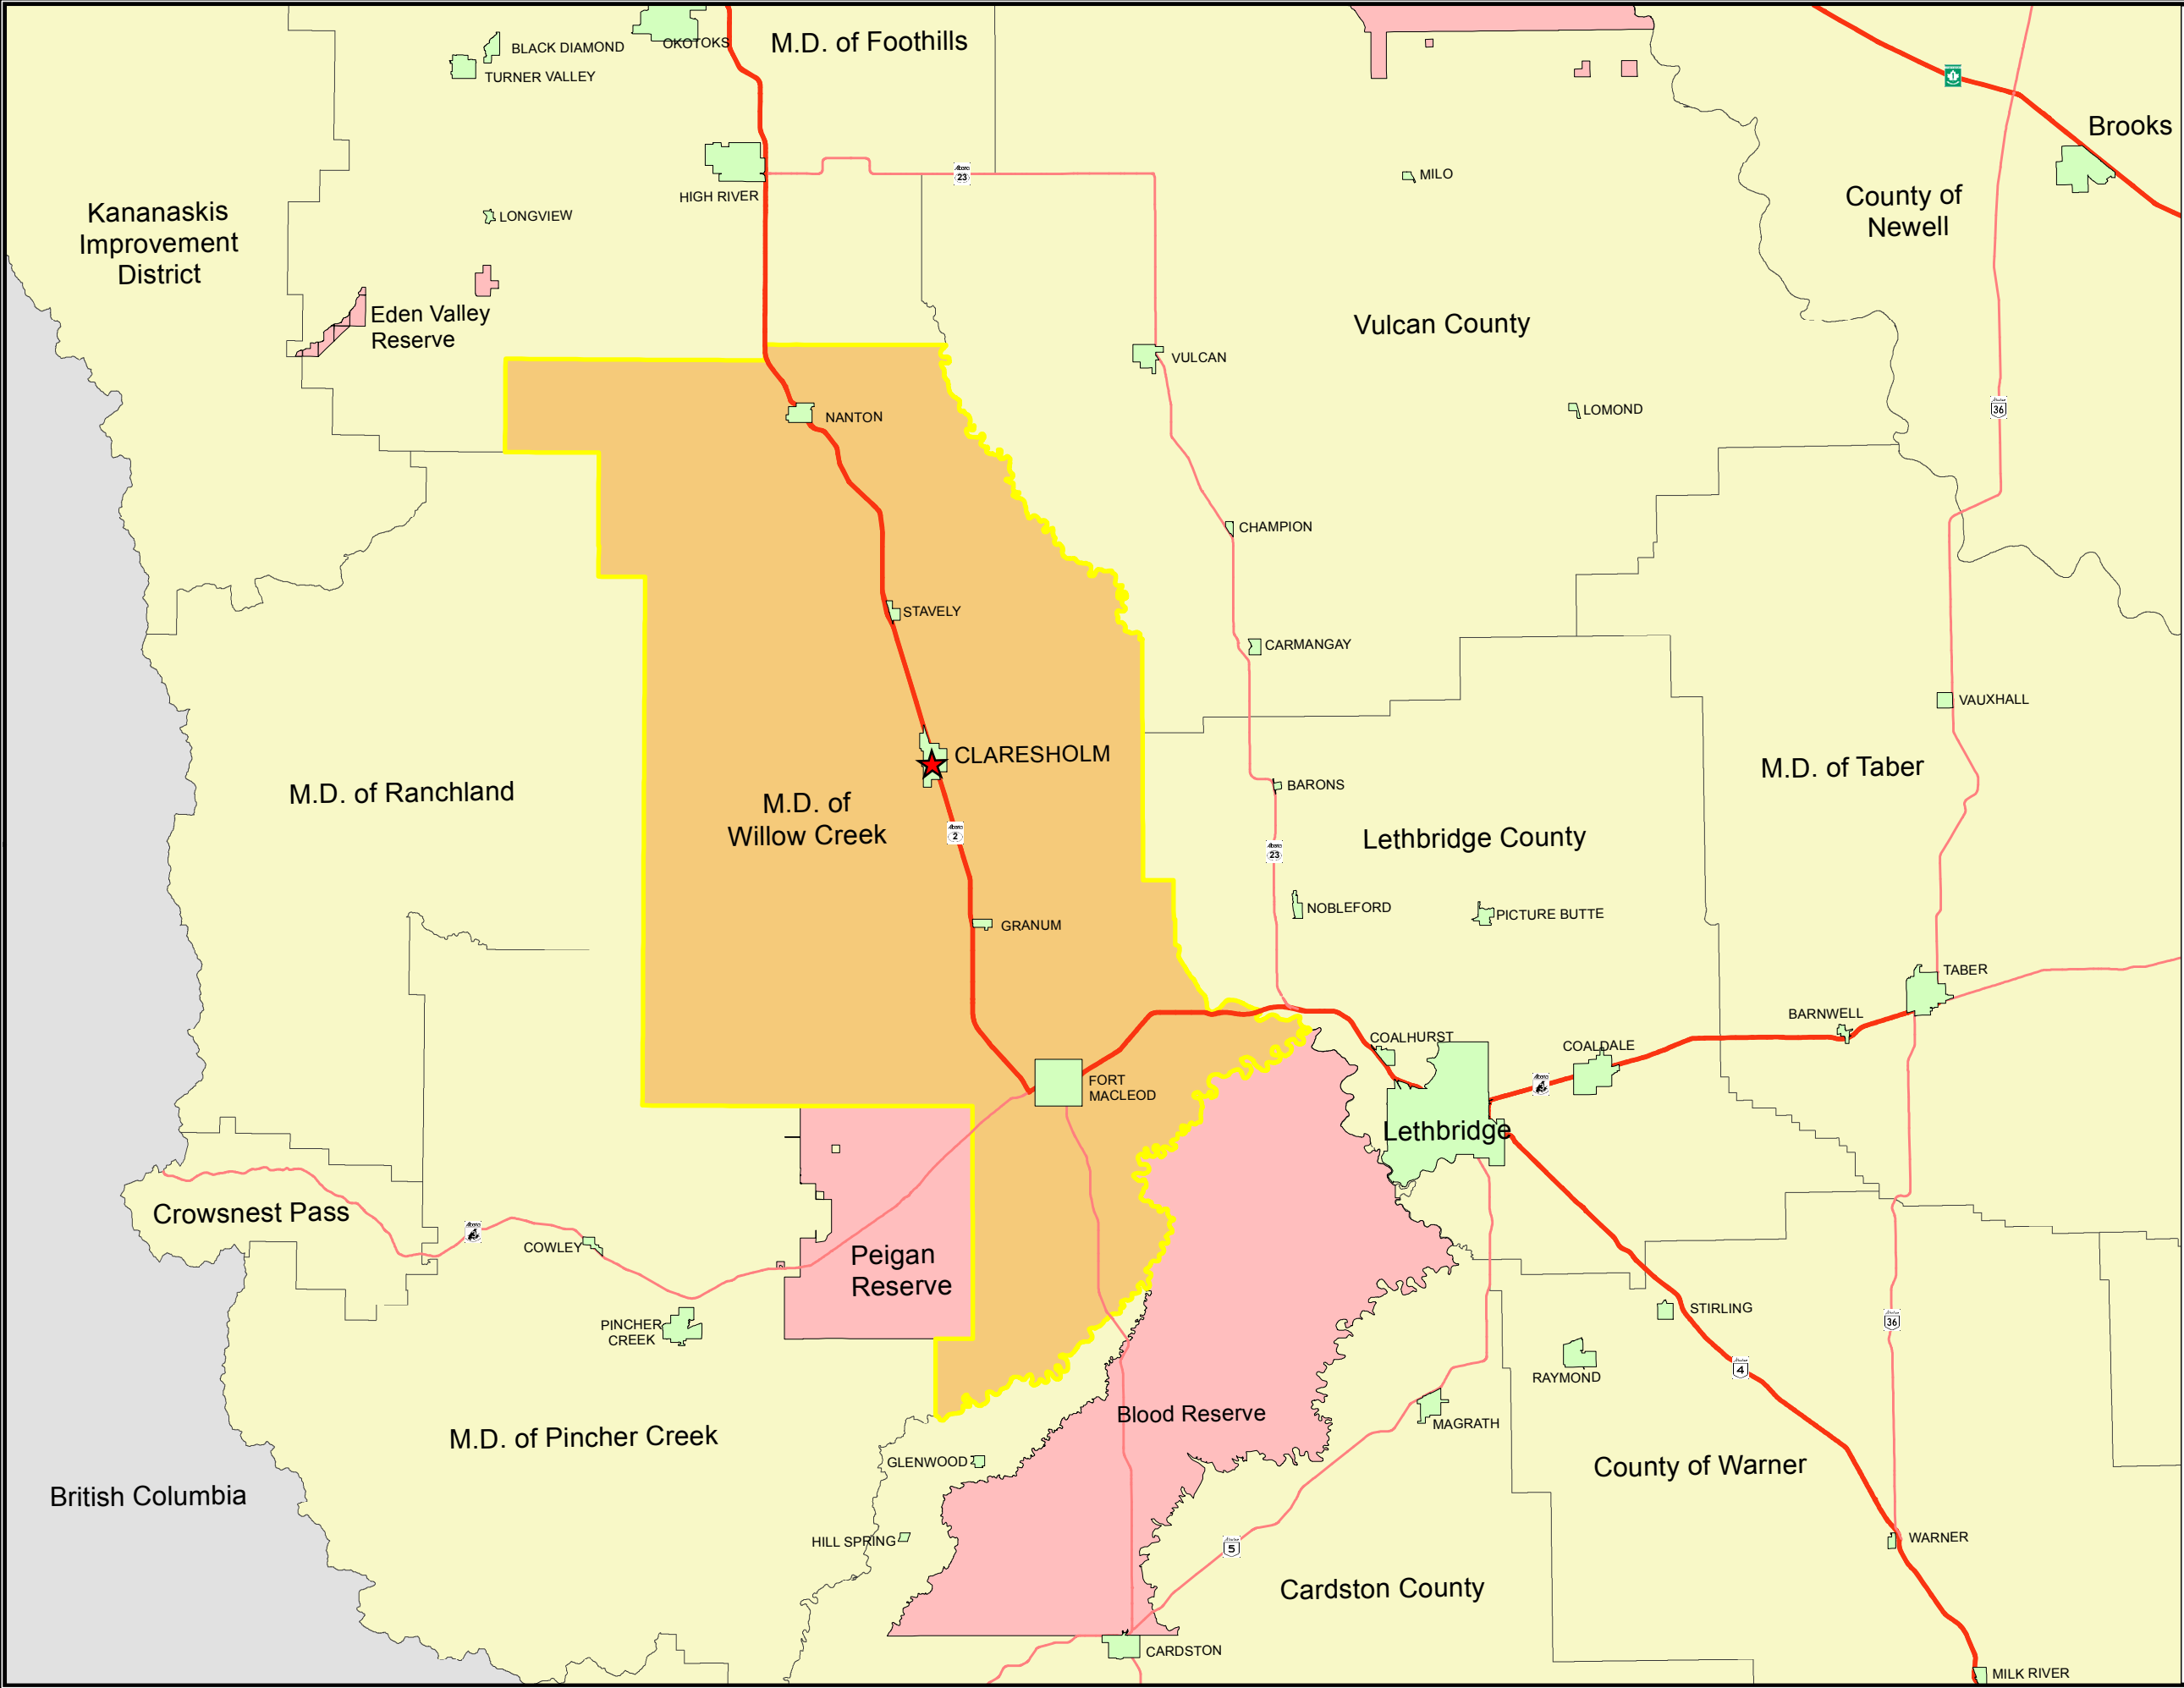 OKOTOKS
M.D. of Foothills
BLACK DIAMOND
TURNER VALLEY
1
Brooks
HIGH RIVER
Alberta
23
MILO
County of
Newell
Kananaskis
Improvement
District
LONGVIEW
Eden Valley
Reserve
Vulcan County
VULCAN
NANTON
LOMOND
36
CHAMPION
STAVELY
CARMANGAY
VAUXHALL
CLARESHOLM
M.D. of Taber
M.D. of Ranchland
M.D. of
Willow Creek
BARONS
Alberta
2
Lethbridge County
Alberta
23
NOBLEFORD
PICTURE BUTTE
GRANUM
TABER
BARNWELL
COALHURST
COALDALE
FORT
MACLEOD
Lethbridge
Crowsnest Pass
COWLEY
Peigan
Reserve
PINCHER
CREEK
STIRLING
36
RAYMOND
4
Blood Reserve
MAGRATH
M.D. of Pincher Creek
GLENWOOD
County of Warner
British Columbia
HILL SPRING
5
WARNER
Cardston County
CARDSTON
MILK RIVER